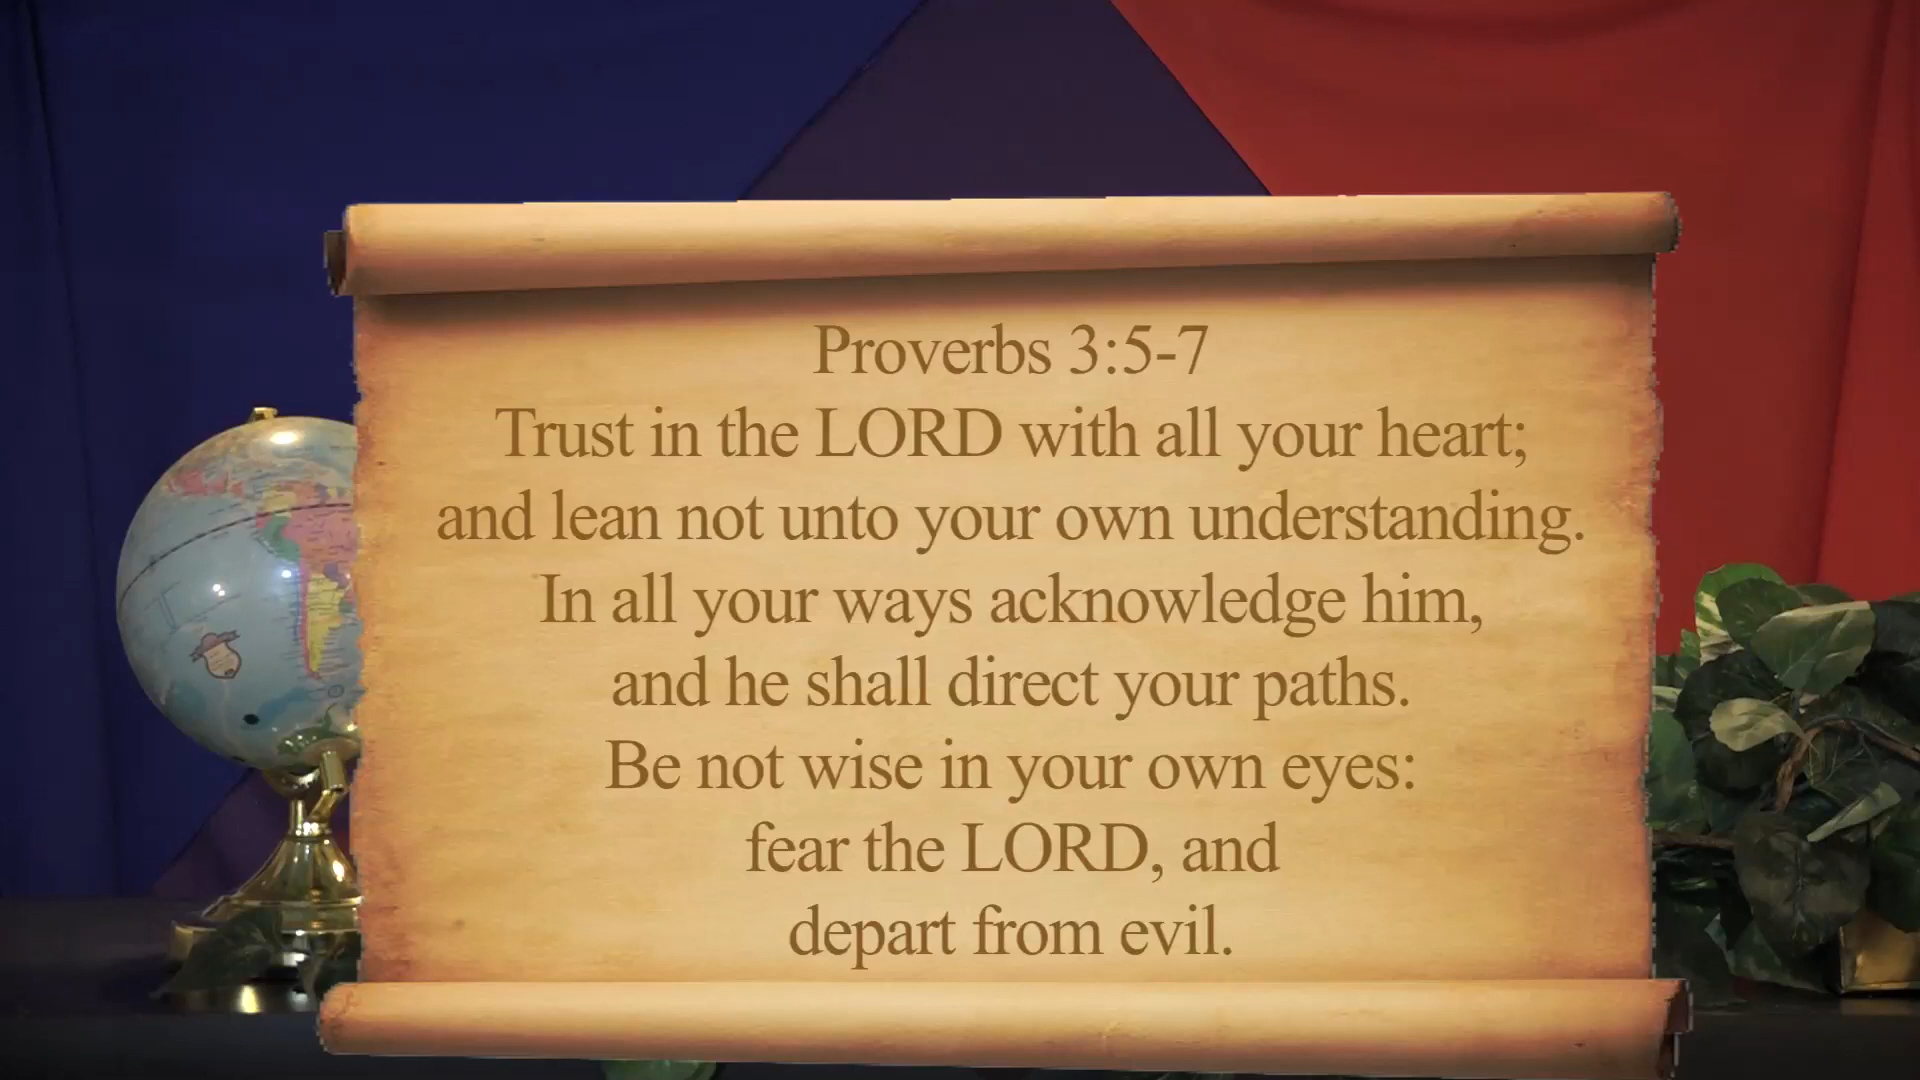 Proverbs 3:5-7
Trust in the LORD with all your heart;
and lean not unto your own understanding.
In all your ways acknowledge him,
and he shall direct your paths.
Be not wise in your own eyes:
fear the LORD, and
depart from evil.